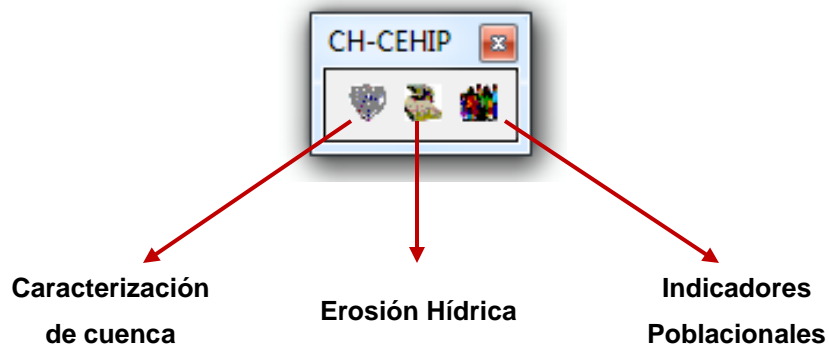 CH-CEHIP
Caracterización
de cuenca
Erosión Hídrica
Indicadores
Poblacionales